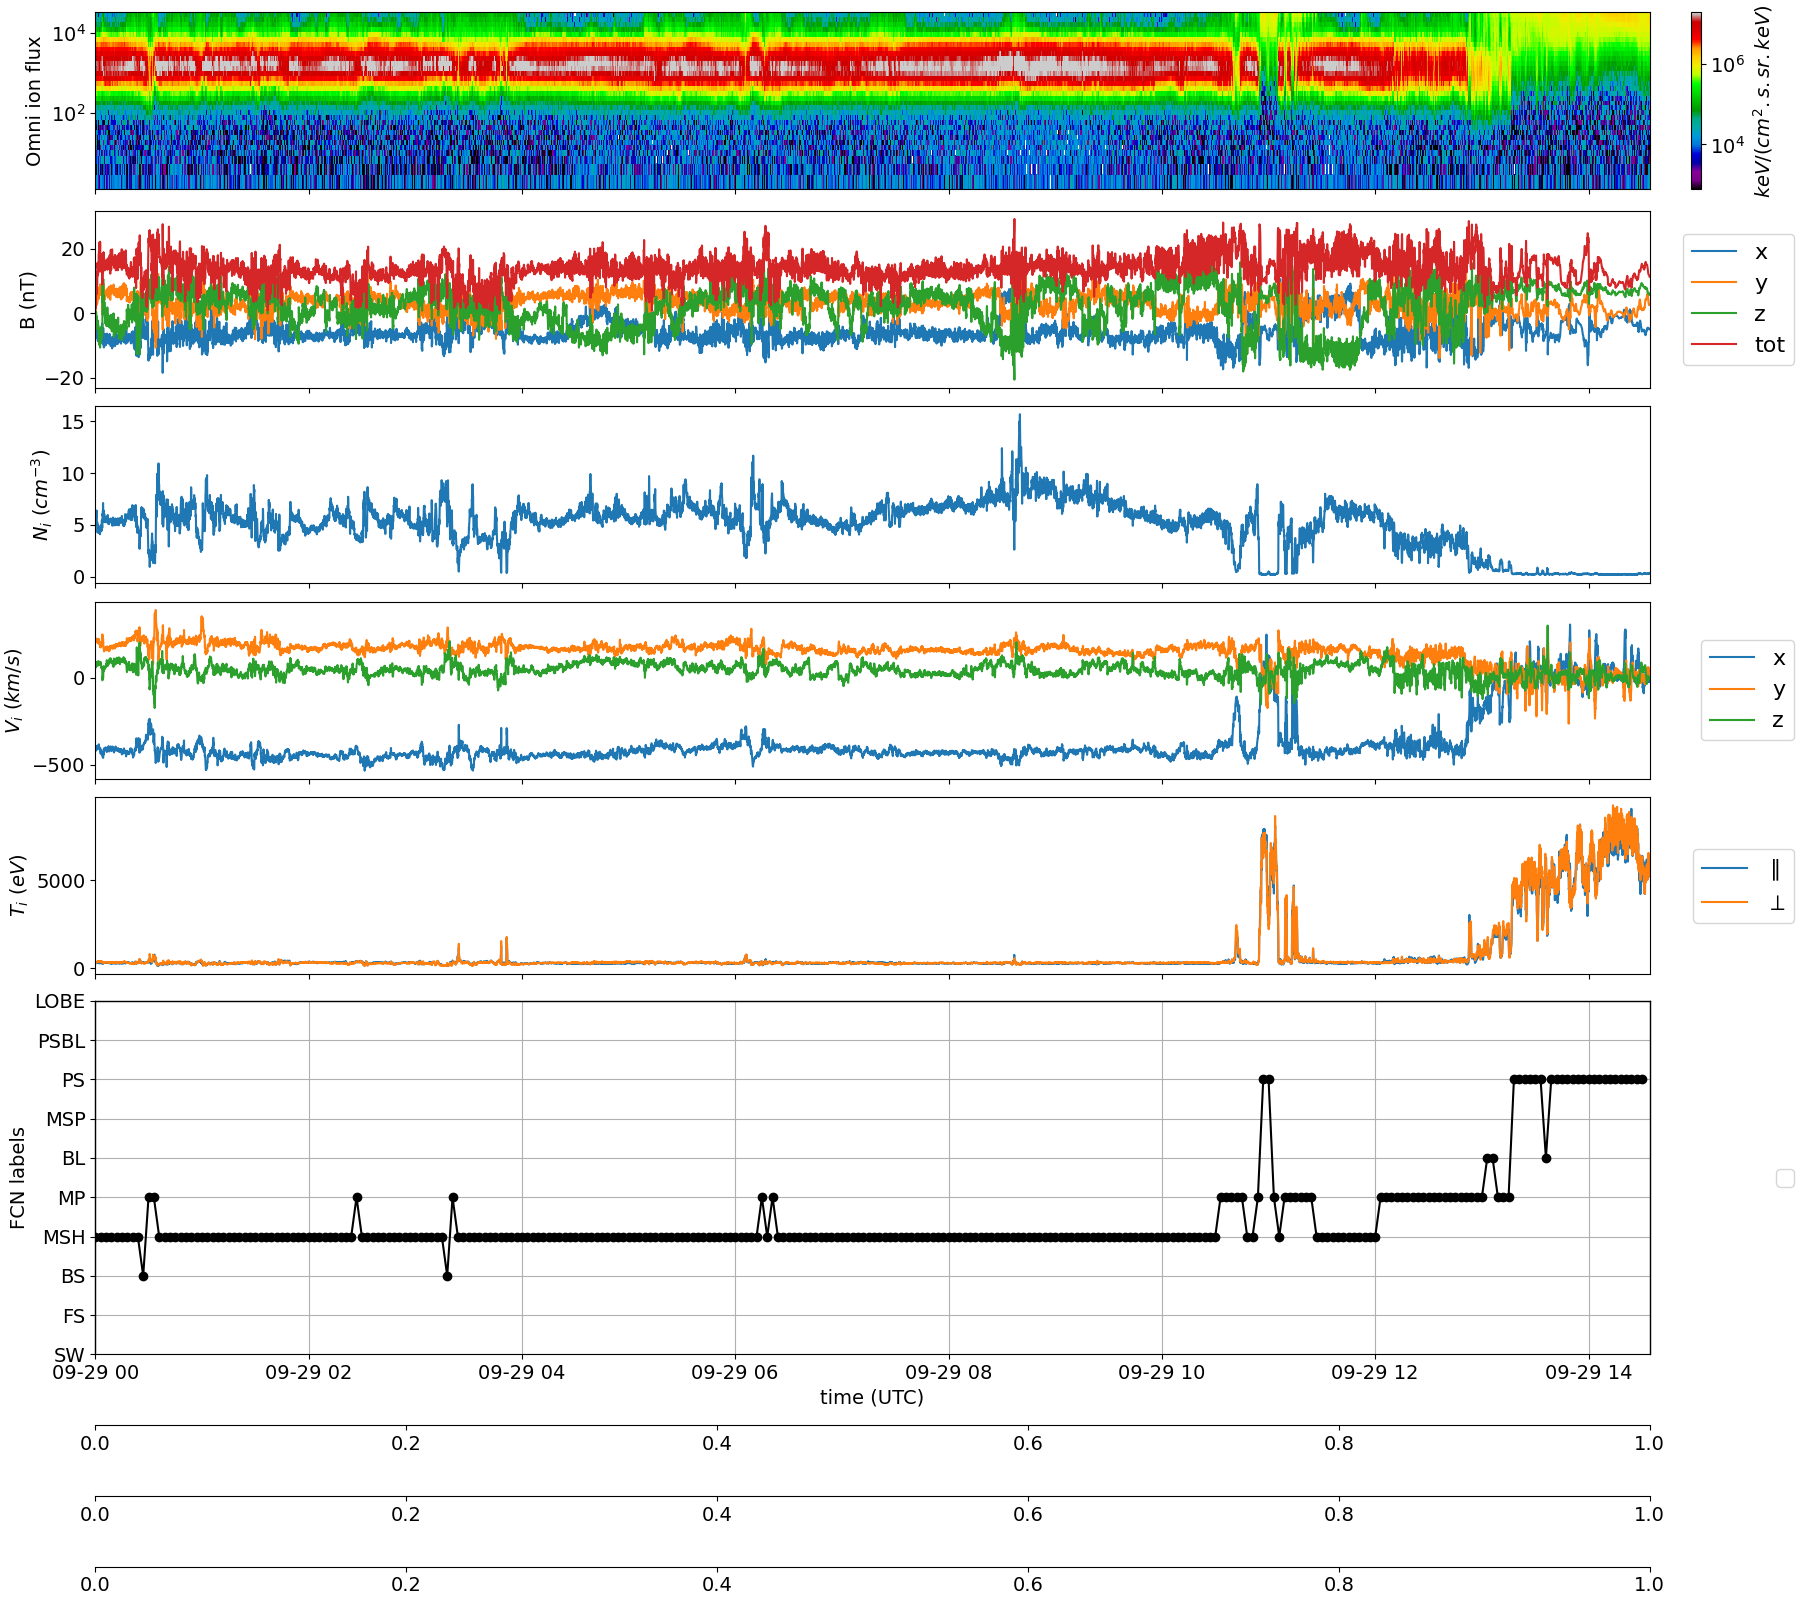 Omni ion flux
10^4
10^2
10^6
10^4
keV/(cm^2.s.sr.keV)
B (nT)
20
0
−20
x
y
z
tot
N_i (cm^−3)
15
10
5
0
V_i (km/s)
0
−500
x
y
z
T_i (eV)
5000
0
∥
⊥
FCN labels
LOBE
PSBL
PS
MSP
BL
MP
MSH
BS
FS
SW
09-29 00 09-29 02 09-29 04 09-29 06 09-29 08 09-29 10 09-29 12 09-29 14
time (UTC)
0.0 0.2 0.4 0.6 0.8 1.0
0.0 0.2 0.4 0.6 0.8 1.0
0.0 0.2 0.4 0.6 0.8 1.0